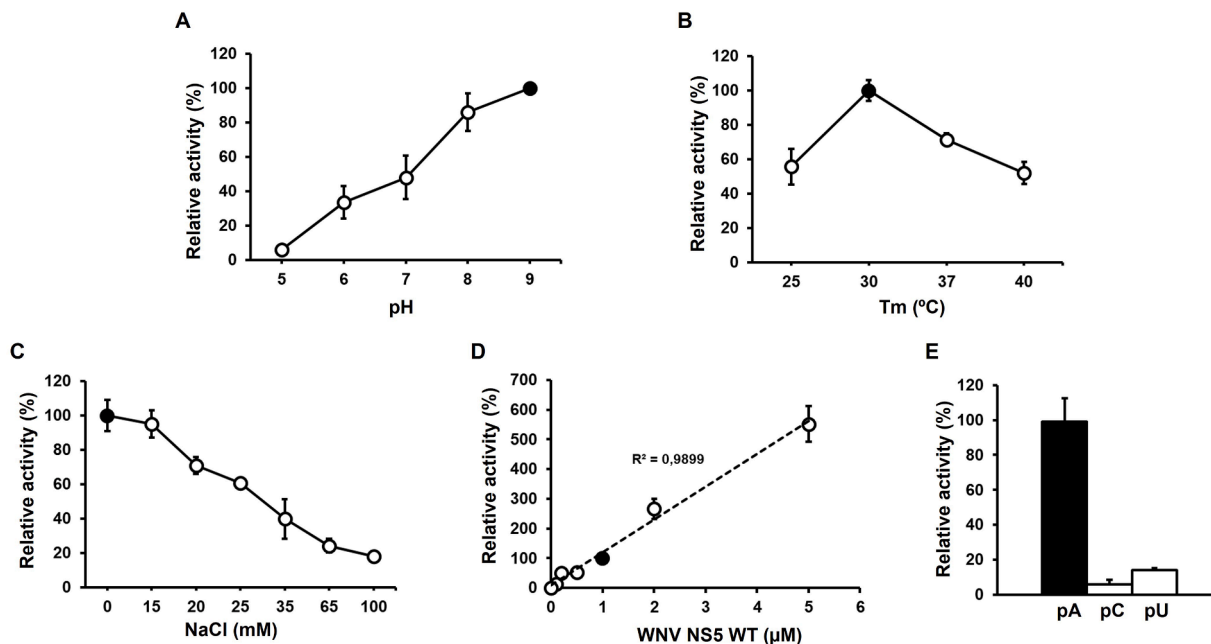 A
Relative activity (%)
120
100
80
60
40
20
0
5 6 7 8 9
pH
B
Relative activity (%)
120
100
80
60
40
20
0
25 30 37 40
Tm (ºC)
C
Relative activity (%)
120
100
80
60
40
20
0
0 15 20 25 35 65 100
NaCl (mM)
D
Relative activity (%)
700
600
500
400
300
200
100
0
R² = 0,9899
0 1 2 3 4 5 6
WNV NS5 WT (µM)
E
Relative activity (%)
120
100
80
60
40
20
0
pA pC pU